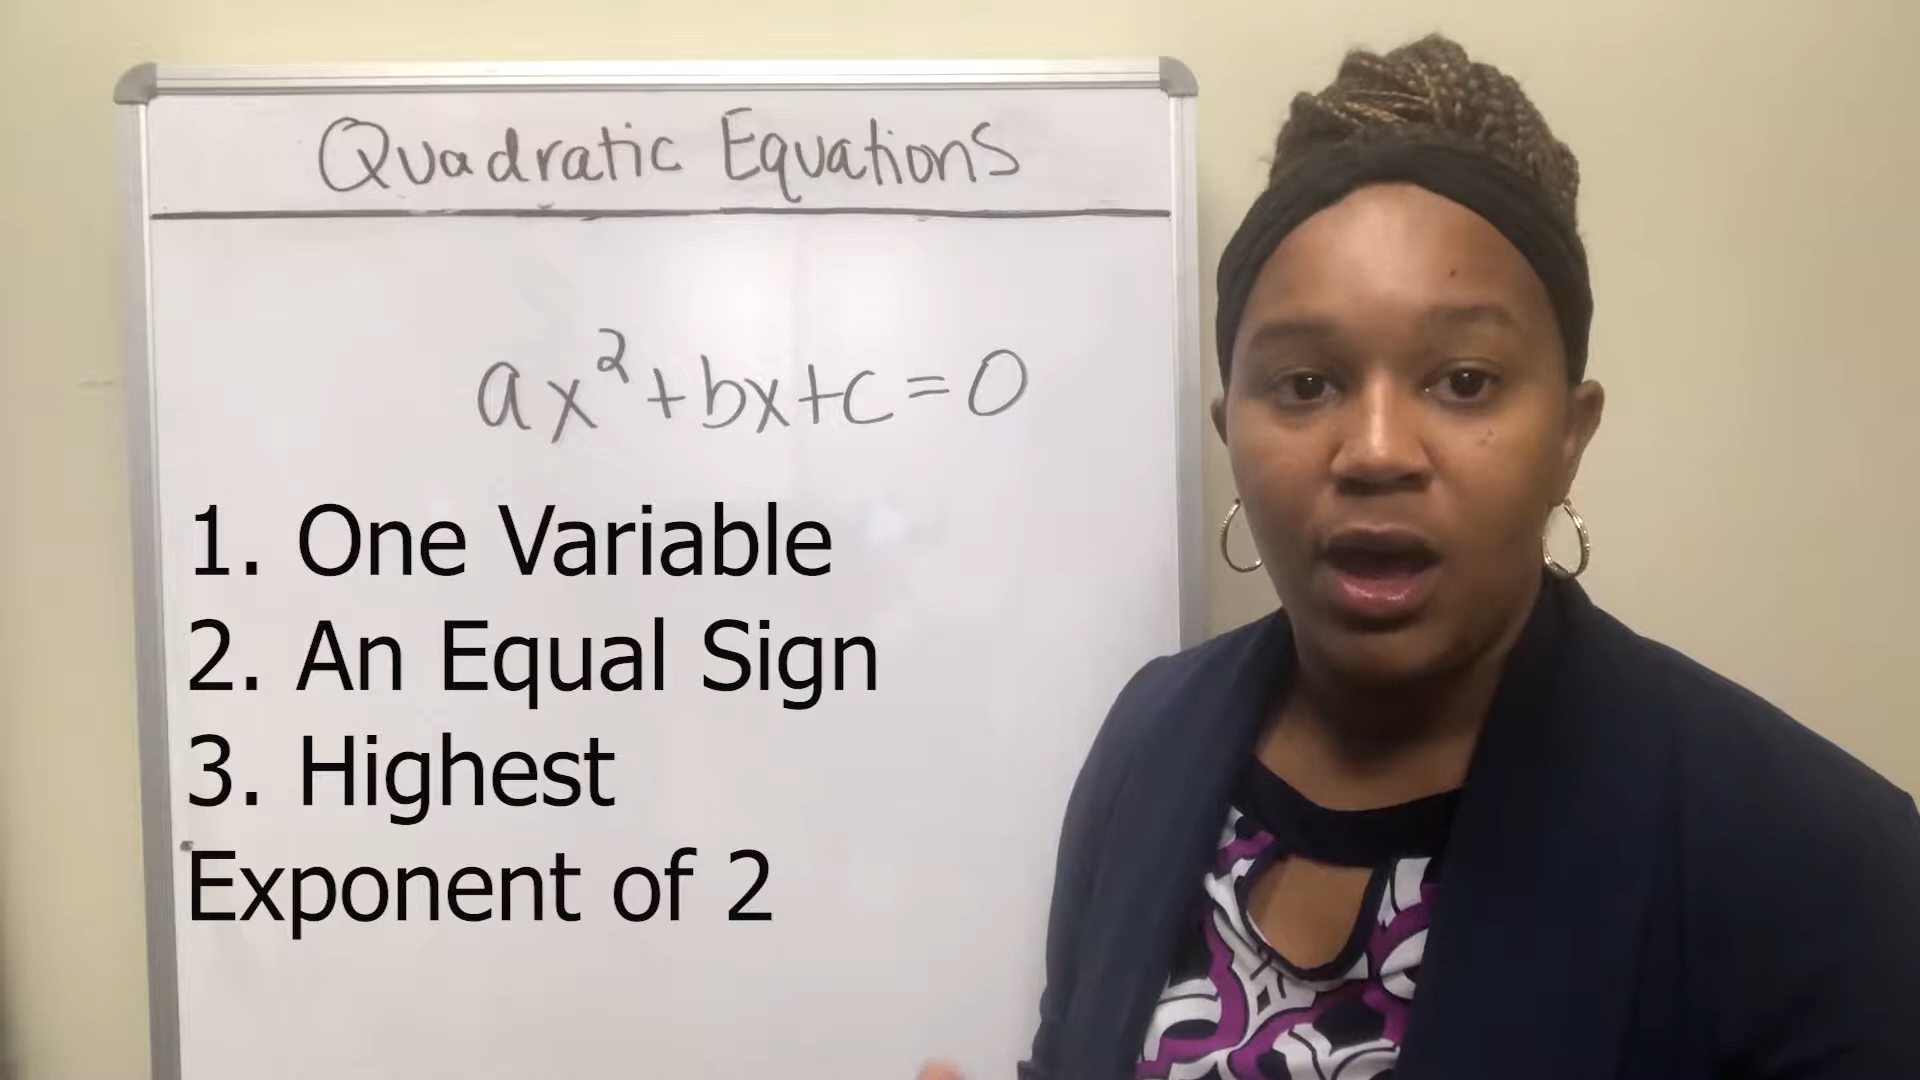 Quadratic Equations
ax²+bx+c=0
1. One Variable
2. An Equal Sign
3. Highest
Exponent of 2